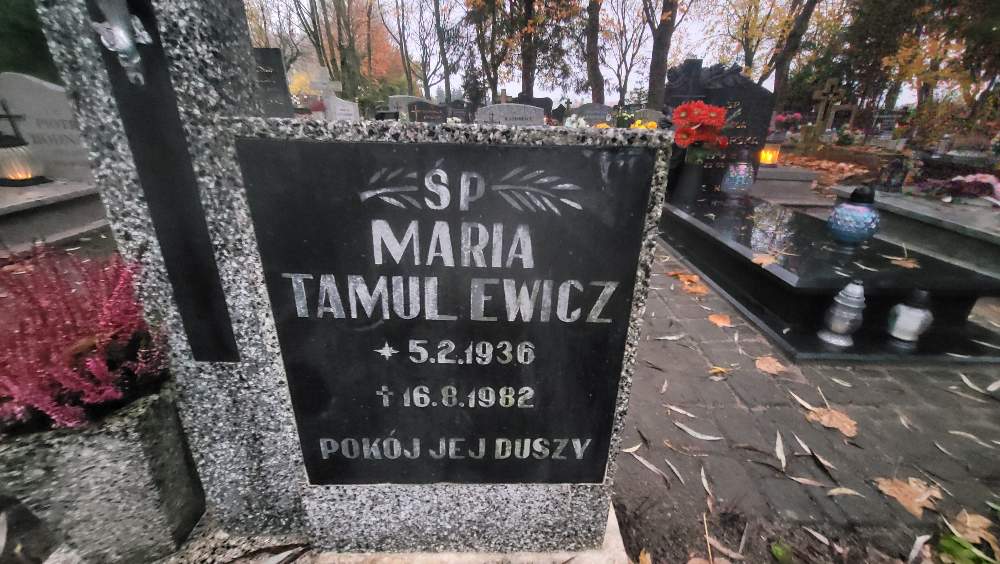 ŚP
MARIA
TAMULEWICZ
* 5.2.1936
† 16.8.1982
POKÓJ JEJ DUSZY